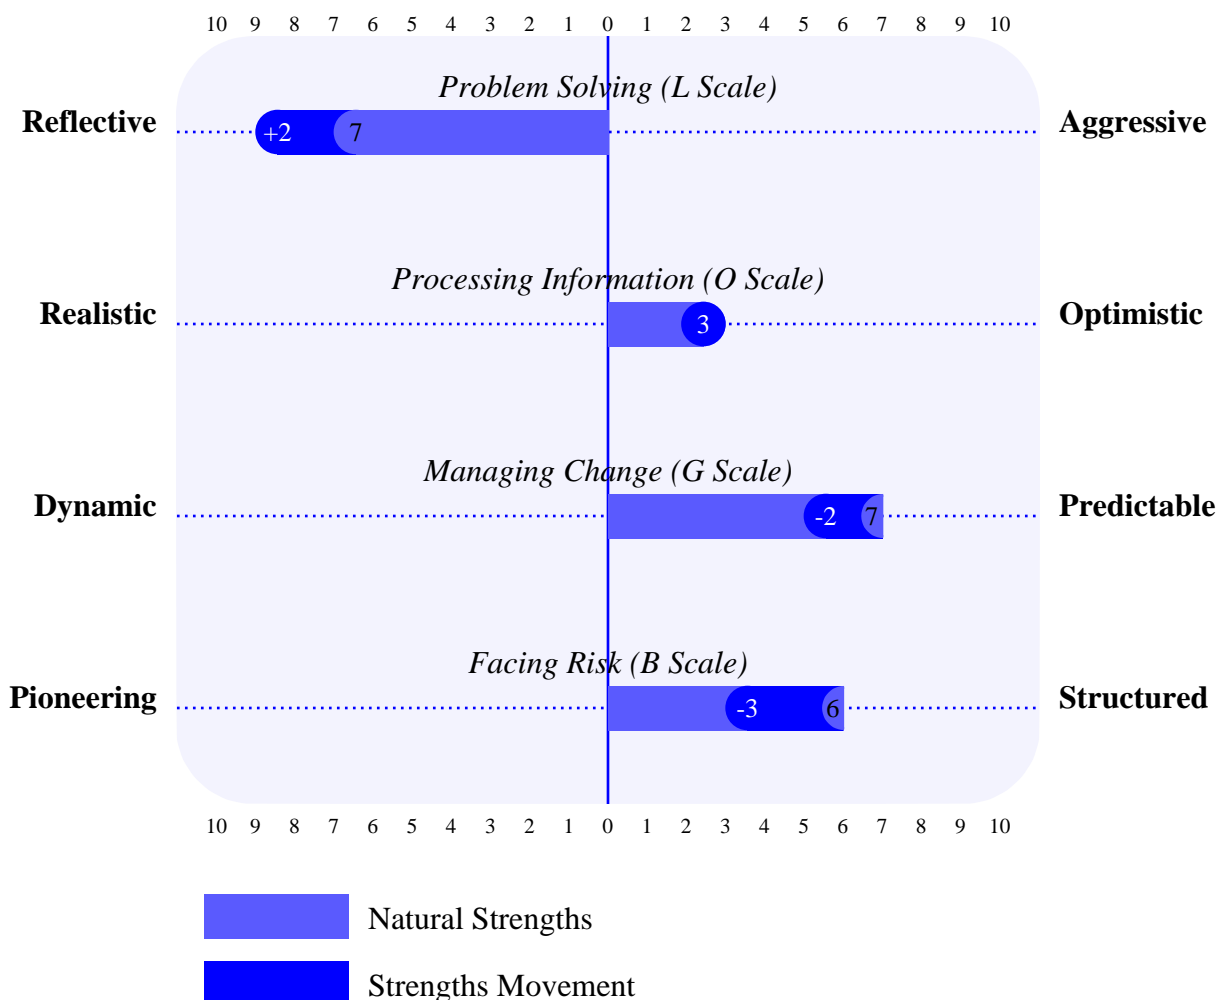 10 9 8 7 6 5 4 3 2 1 0 1 2 3 4 5 6 7 8 9 10
Problem Solving (L Scale)
Reflective +2 7 Aggressive
Processing Information (O Scale)
Realistic 3 Optimistic
Managing Change (G Scale)
Dynamic -2 7 Predictable
Facing Risk (B Scale)
Pioneering -3 6 Structured
10 9 8 7 6 5 4 3 2 1 0 1 2 3 4 5 6 7 8 9 10
Natural Strengths
Strengths Movement